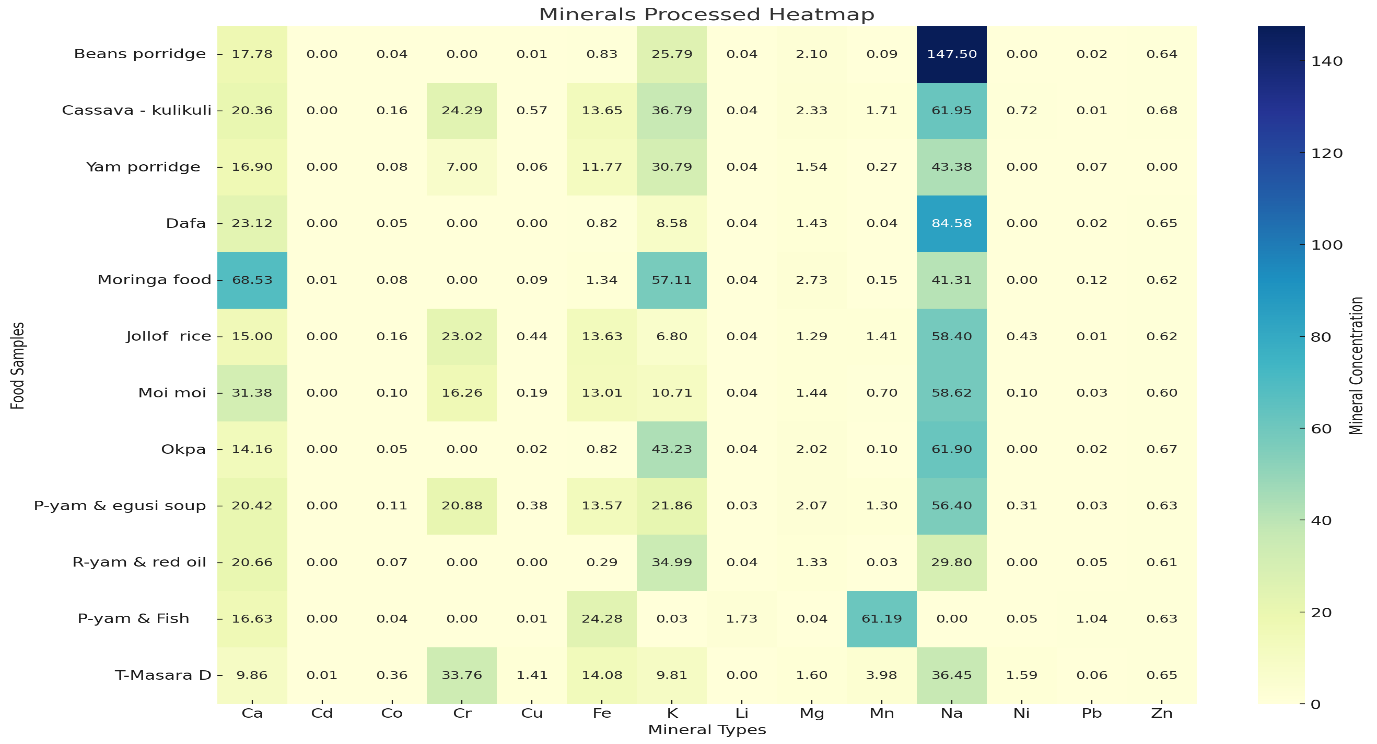 Minerals Processed Heatmap
Beans porridge 17.78 0.00 0.04 0.00 0.01 0.83 25.79 0.04 2.10 0.09 147.50 0.00 0.02 0.64
Cassava - kulikuli 20.36 0.00 0.16 24.29 0.57 13.65 36.79 0.04 2.33 1.71 61.95 0.72 0.01 0.68
Yam porridge 16.90 0.00 0.08 7.00 0.06 11.77 30.79 0.04 1.54 0.27 43.38 0.00 0.07 0.00
Dafa 23.12 0.00 0.05 0.00 0.00 0.82 8.58 0.04 1.43 0.04 84.58 0.00 0.02 0.65
Moringa food 68.53 0.01 0.08 0.00 0.09 1.34 57.11 0.04 2.73 0.15 41.31 0.00 0.12 0.62
Jollof rice 15.00 0.00 0.16 23.02 0.44 13.63 6.80 0.04 1.29 1.41 58.40 0.43 0.01 0.62
Moi moi 31.38 0.00 0.10 16.26 0.19 13.01 10.71 0.04 1.44 0.70 58.62 0.10 0.03 0.60
Okpa 14.16 0.00 0.05 0.00 0.02 0.82 43.23 0.04 2.02 0.10 61.90 0.00 0.02 0.67
P-yam & egusi soup 20.42 0.00 0.11 20.88 0.38 13.57 21.86 0.03 2.07 1.30 56.40 0.31 0.03 0.63
R-yam & red oil 20.66 0.00 0.07 0.00 0.00 0.29 34.99 0.04 1.33 0.03 29.80 0.00 0.05 0.61
P-yam & Fish 16.63 0.00 0.04 0.00 0.01 24.28 0.03 1.73 0.04 61.19 0.00 0.05 1.04 0.63
T-Masara D 9.86 0.01 0.36 33.76 1.41 14.08 9.81 0.00 1.60 3.98 36.45 1.59 0.06 0.65
Ca Cd Co Cr Cu Fe K Li Mg Mn Na Ni Pb Zn
Mineral Types
Food Samples
140
120
100
80
60
40
20
0
Mineral Concentration